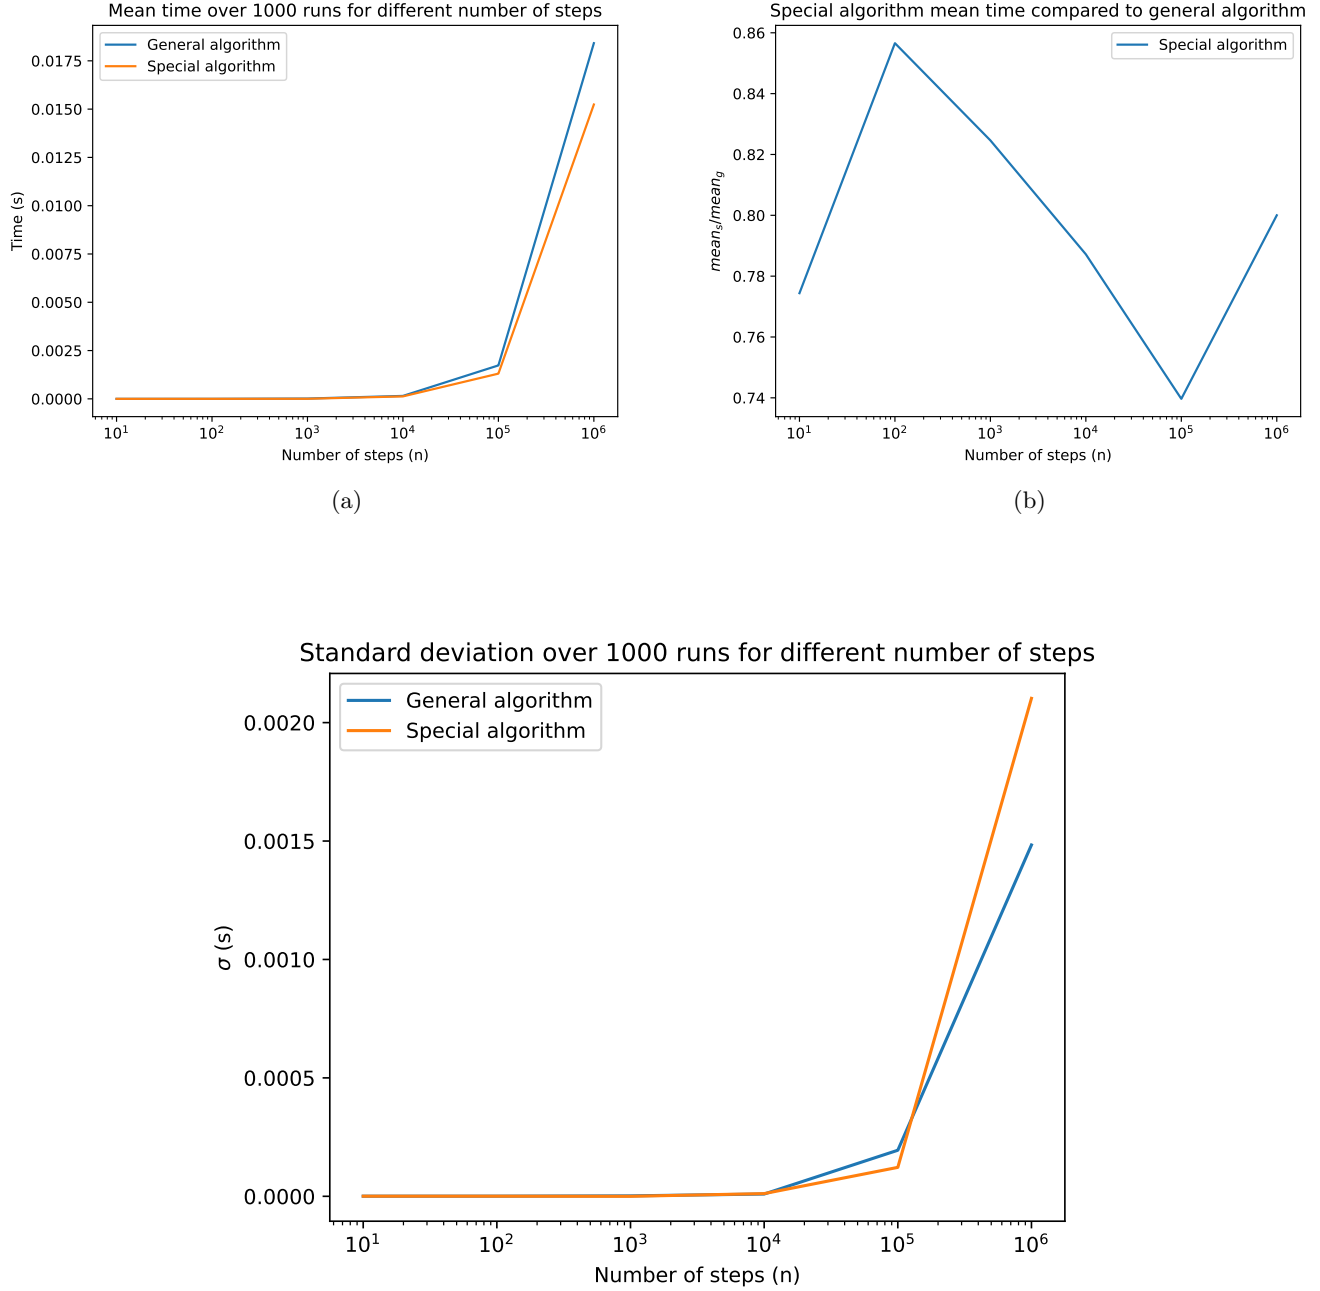 Mean time over 1000 runs for different number of steps
General algorithm
Special algorithm
0.0175
0.0150
0.0125
0.0100
0.0075
0.0050
0.0025
0.0000
Time (s)
10¹ 10² 10³ 10⁴ 10⁵ 10⁶
Number of steps (n)
(a)
Special algorithm mean time compared to general algorithm
Special algorithm
0.86
0.84
0.82
0.80
0.78
0.76
0.74
meanₛ/mean_g
10¹ 10² 10³ 10⁴ 10⁵ 10⁶
Number of steps (n)
(b)
Standard deviation over 1000 runs for different number of steps
General algorithm
Special algorithm
0.0020
0.0015
0.0010
0.0005
0.0000
σ (s)
10¹ 10² 10³ 10⁴ 10⁵ 10⁶
Number of steps (n)